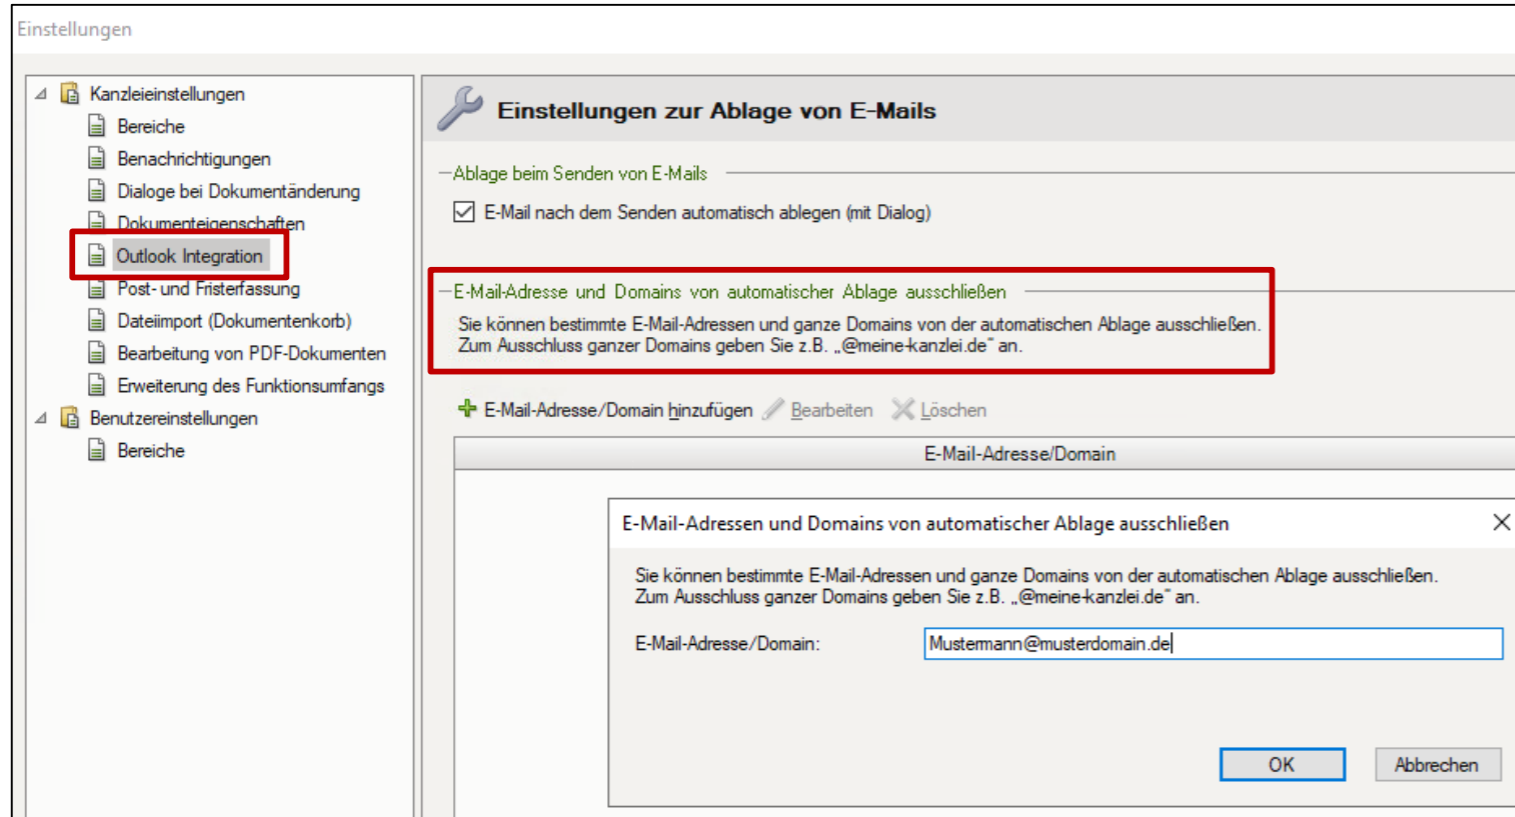 Einstellungen
Kanzleieinstellungen
Bereiche
Benachrichtigungen
Dialoge bei Dokumentänderung
Dokumenteigenschaften
Outlook Integration
Post- und Fristerfassung
Dateiimport (Dokumentenkorb)
Bearbeitung von PDF-Dokumenten
Erweiterung des Funktionsumfangs
Benutzereinstellungen
Bereiche
Einstellungen zur Ablage von E-Mails
Ablage beim Senden von E-Mails
E-Mail nach dem Senden automatisch ablegen (mit Dialog)
E-Mail-Adresse und Domains von automatischer Ablage ausschließen
Sie können bestimmte E-Mail-Adressen und ganze Domains von der automatischen Ablage ausschließen.
Zum Ausschluss ganzer Domains geben Sie z.B. „@meine-kanzlei.de" an.
E-Mail-Adresse/Domain hinzufügen Bearbeiten Löschen
E-Mail-Adresse/Domain
E-Mail-Adressen und Domains von automatischer Ablage ausschließen
Sie können bestimmte E-Mail-Adressen und ganze Domains von der automatischen Ablage ausschließen.
Zum Ausschluss ganzer Domains geben Sie z.B. „@meine-kanzlei.de" an.
E-Mail-Adresse/Domain: Mustermann@musterdomain.de
OK Abbrechen